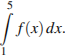 ∫₁⁵ f(x) dx.